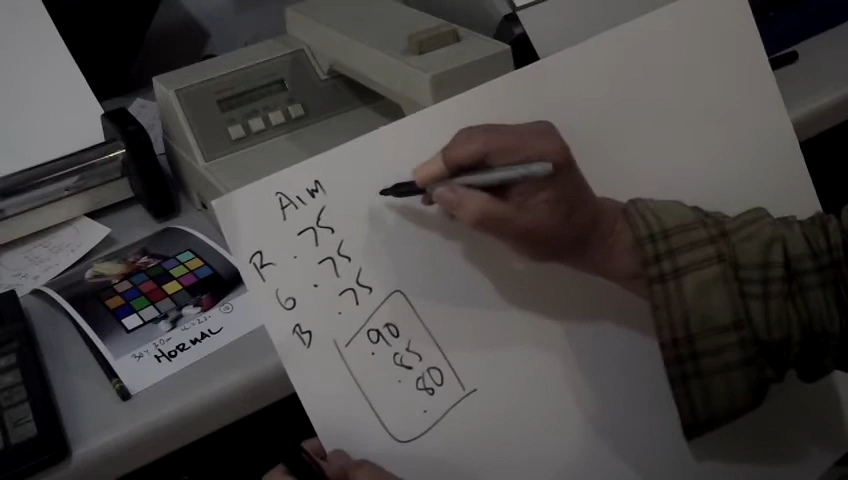 Aim
R .75
G .75
B .75
.90
.85
.80
NORMAL